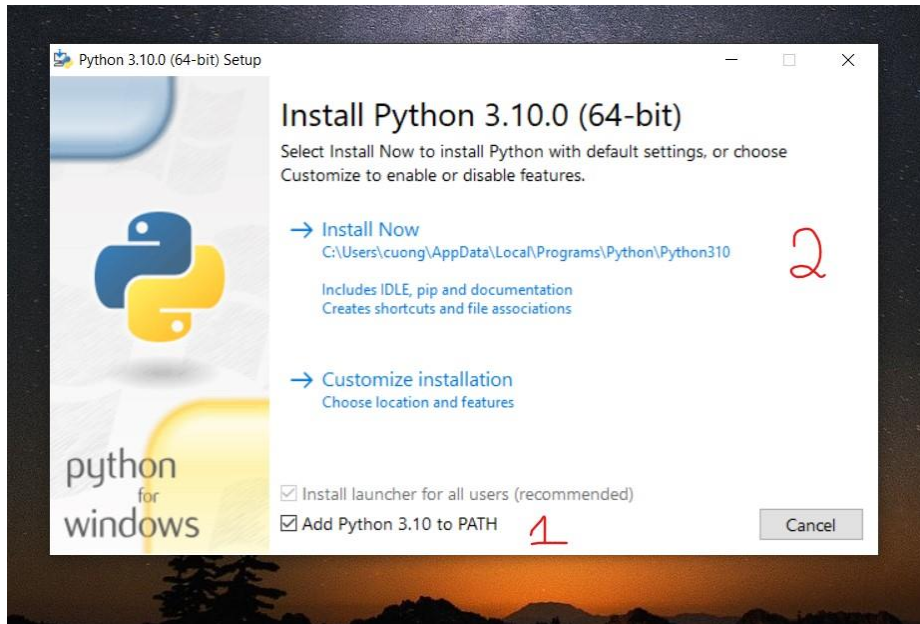 Python 3.10.0 (64-bit) Setup
Install Python 3.10.0 (64-bit)
Select Install Now to install Python with default settings, or choose
Customize to enable or disable features.
Install Now
C:\Users\cuong\AppData\Local\Programs\Python\Python310
2
Includes IDLE, pip and documentation
Creates shortcuts and file associations
Customize installation
Choose location and features
python
for
windows
Install launcher for all users (recommended)
Add Python 3.10 to PATH
1
Cancel